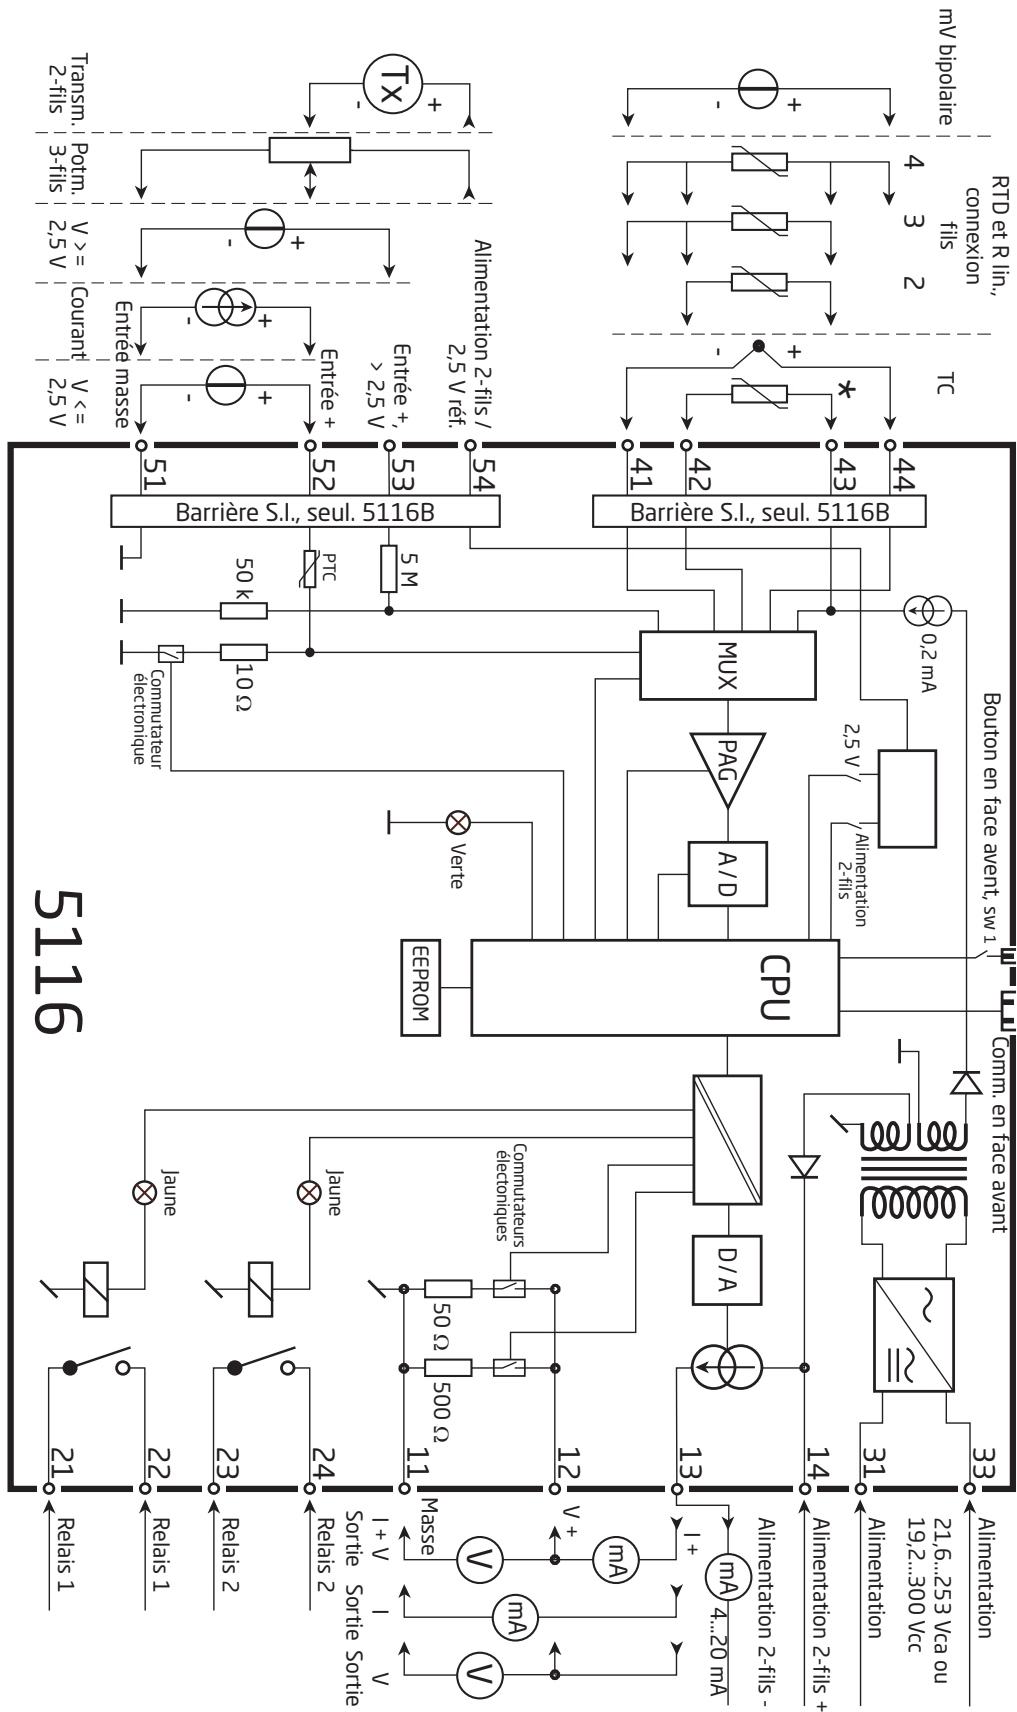 mV bipolaire
+
-
RTD et R lin.,
connexion
fils
4
3
2
TC
+
-
*
Transm.
2-fils
Tx
+
-
Potm.
3-fils
V >=
2,5 V
+
-
Courant
+
-
V <=
2,5 V
+
-
Entrée masse
Entrée +
Entrée +,
> 2,5 V
Alimentation 2-fils /
2,5 V réf.
44
43
42
41
54
53
52
51
Barrière S.I., seul. 5116B
Barrière S.I., seul. 5116B
5 M
PTC
50 k
10 Ω
Commutateur
électronique
0,2 mA
MUX
PAG
A/D
2,5 V
Alimentation
2-fils
Bouton en face avent, sw 1
Comm. en face avant
Verte
CPU
EEPROM
5116
Commutateurs
électoniques
D/A
Jaune
Jaune
50 Ω
500 Ω
33
31
14
13
12
11
24
23
22
21
Alimentation
21,6...253 Vca ou
19,2...300 Vcc
Alimentation
Alimentation 2-fils +
Alimentation 2-fils -
mA
4...20 mA
I +
V +
Masse
mA
V
mA
V
I + V
Sortie
I
Sortie
V
Sortie
Relais 2
Relais 2
Relais 1
Relais 1